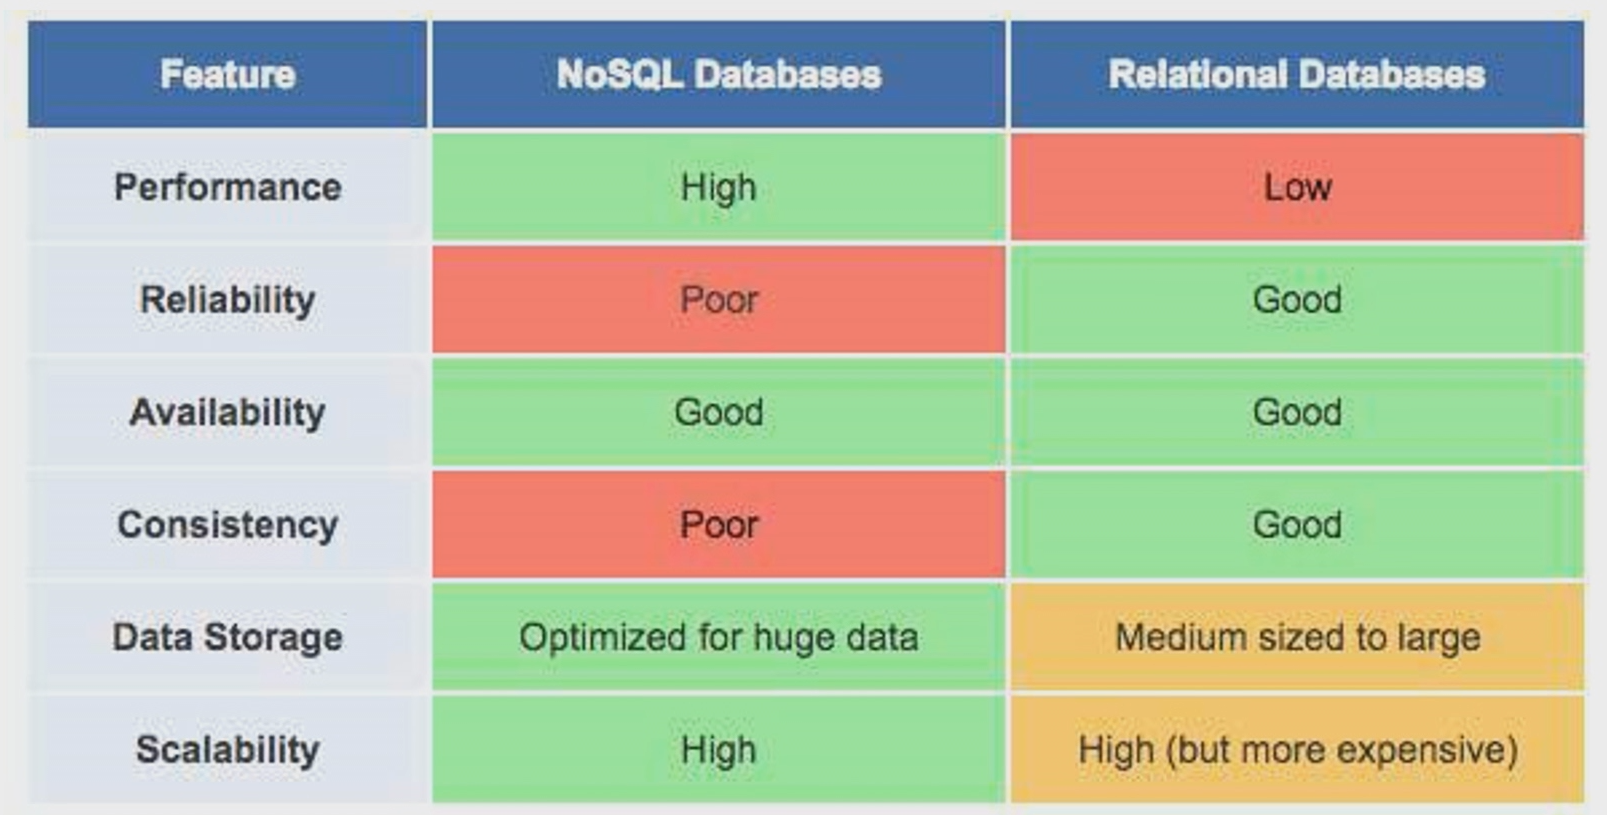 Feature NoSQL Databases Relational Databases
Performance High Low
Reliability Poor Good
Availability Good Good
Consistency Poor Good
Data Storage Optimized for huge data Medium sized to large
Scalability High High (but more expensive)